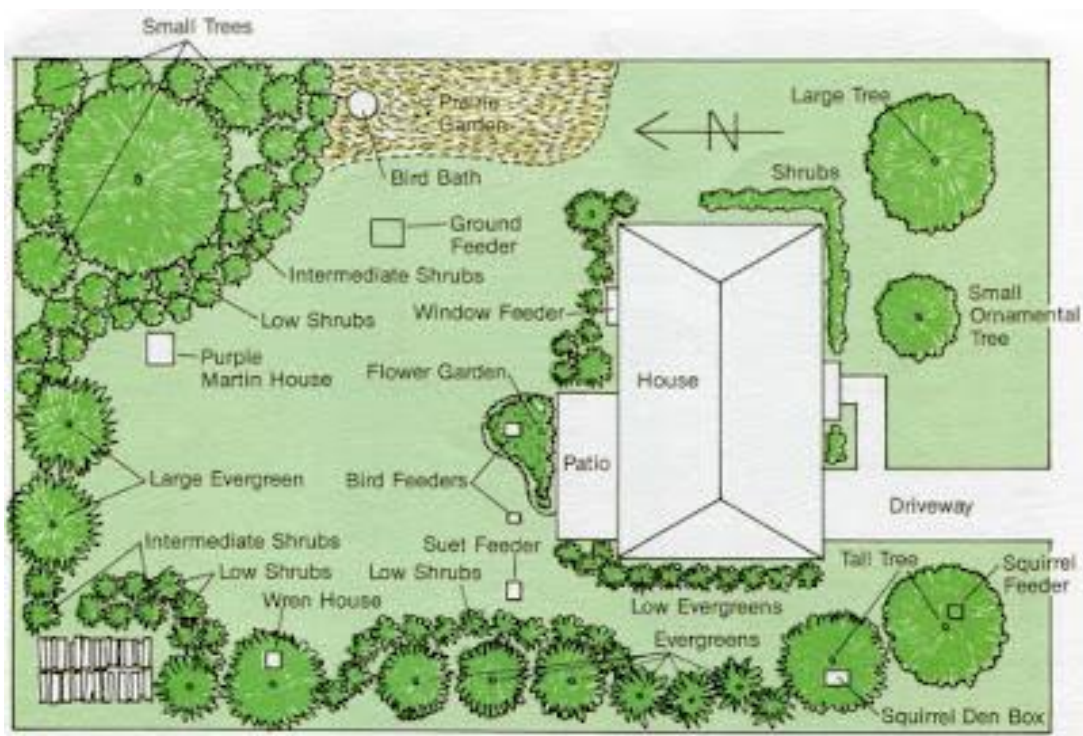 Small Trees
Prairie
Garden
N
Large Tree
Bird Bath
Shrubs
Ground
Feeder
Intermediate Shrubs
Window Feeder
Low Shrubs
Small
Ornamental
Tree
Purple
Martin House
Flower Garden
House
Patio
Large Evergreen
Bird Feeders
Driveway
Intermediate Shrubs
Suet Feeder
Tall Tree
Squirrel
Feeder
Low Shrubs
Low Shrubs
Wren House
Low Evergreens
Evergreens
Squirrel Den Box